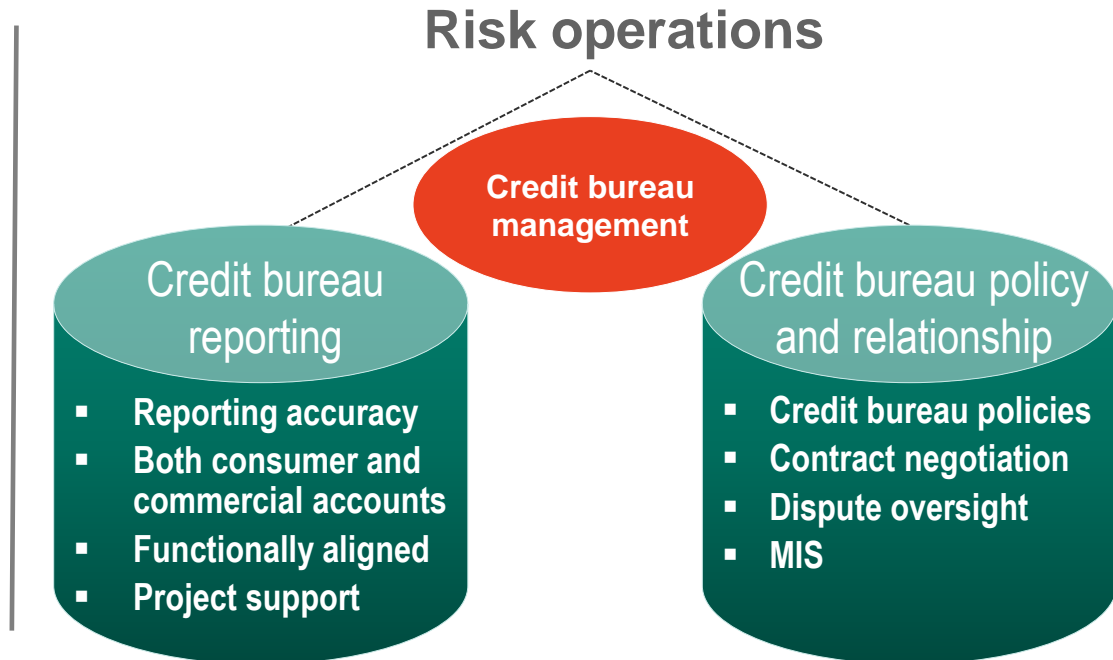 Risk operations
Credit bureau
management
Credit bureau
reporting
▪ Reporting accuracy
▪ Both consumer and
commercial accounts
▪ Functionally aligned
▪ Project support
Credit bureau policy
and relationship
▪ Credit bureau policies
▪ Contract negotiation
▪ Dispute oversight
▪ MIS